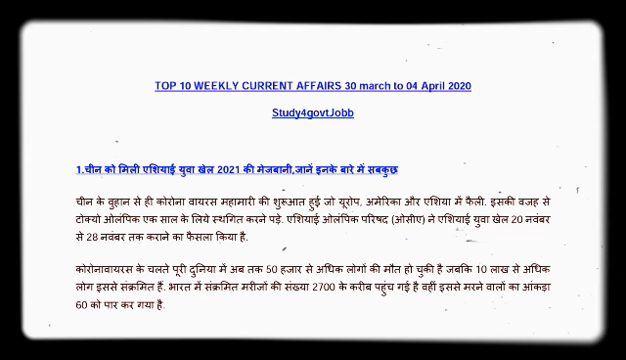 TOP 10 WEEKLY CURRENT AFFAIRS 30 march to 04 April 2020
Study4govtJobb
1.चीन को मिली एशियाई युवा खेल 2021 की मेजबानी,जानें इनके बारे में सबकुछ
चीन के वुहान से ही कोरोना वायरस महामारी की शुरूआत हुई जो यूरोप, अमेरिका और एशिया में फैली. इसकी वजह से
टोक्यो ओलंपिक एक साल के लिये स्थगित करने पड़े. एशियाई ओलंपिक परिषद (ओसीए) ने एशियाई युवा खेल 20 नवंबर
से 28 नवंबर तक कराने का फैसला किया है.
कोरोनावायरस के चलते पूरी दुनिया में अब तक 50 हजार से अधिक लोगों की मौत हो चुकी है जबकि 10 लाख से अधिक
लोग इससे संक्रमित हैं. भारत में संक्रमित मरीजों की संख्या 2700 के करीब पहुंच गई है वहीं इससे मरने वालों का आंकड़ा
60 को पार कर गया है.